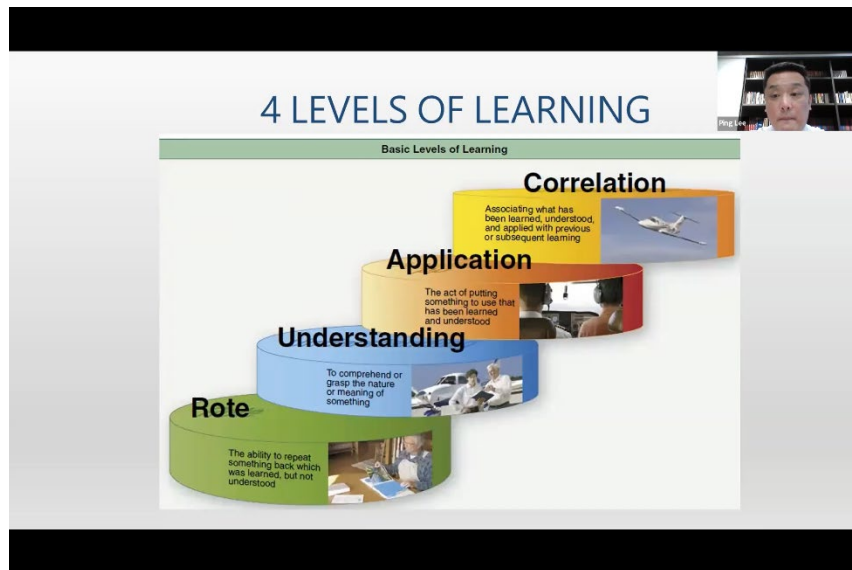 4 LEVELS OF LEARNING
Ping Lee
Basic Levels of Learning
Correlation
Associating what has
been learned, understood,
and applied with previous
or subsequent learning
Application
The act of putting
something to use that
has been learned
and understood
Understanding
To comprehend or
grasp the nature
or meaning of
something
Rote
The ability to repeat
something back which
was learned, but not
understood